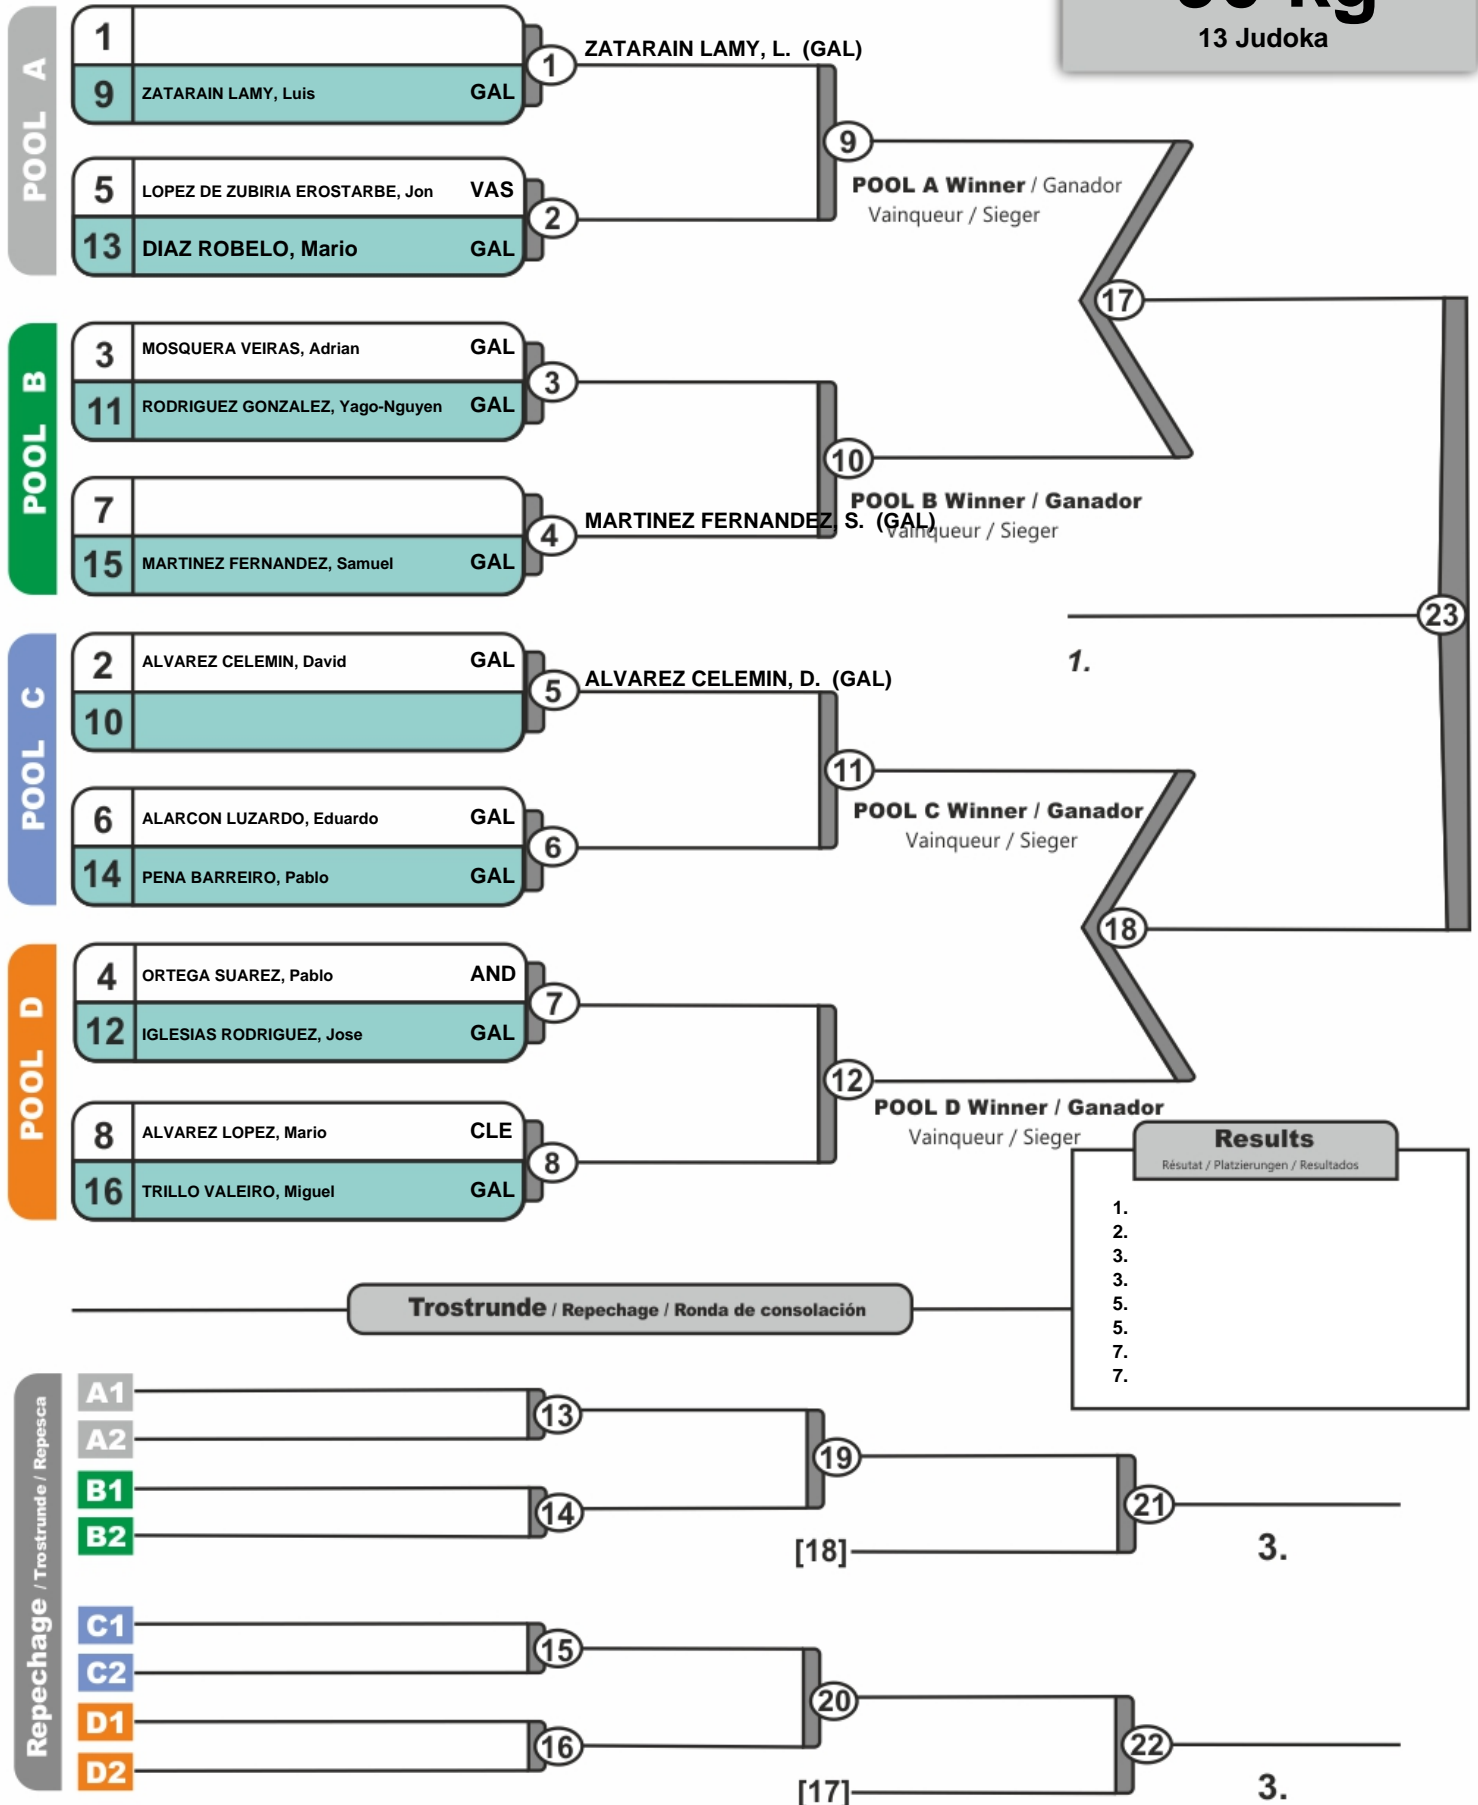 kg
13 Judoka
POOL A
1
9 ZATARAIN LAMY, Luis GAL
1 ZATARAIN LAMY, L. (GAL)
5 LOPEZ DE ZUBIRIA EROSTARBE, Jon VAS
13 DIAZ ROBELO, Mario GAL
2
9
POOL A Winner / Ganador
Vainqueur / Sieger
17
POOL B
3 MOSQUERA VEIRAS, Adrian GAL
11 RODRIGUEZ GONZALEZ, Yago-Nguyen GAL
3
7
15 MARTINEZ FERNANDEZ, Samuel GAL
4 MARTINEZ FERNANDEZ, S. (GAL)
10
POOL B Winner / Ganador
Vainqueur / Sieger
23
1.
POOL C
2 ALVAREZ CELEMIN, David GAL
10
5 ALVAREZ CELEMIN, D. (GAL)
6 ALARCON LUZARDO, Eduardo GAL
14 PENA BARREIRO, Pablo GAL
6
11
POOL C Winner / Ganador
Vainqueur / Sieger
18
POOL D
4 ORTEGA SUAREZ, Pablo AND
12 IGLESIAS RODRIGUEZ, Jose GAL
7
8 ALVAREZ LOPEZ, Mario CLE
16 TRILLO VALEIRO, Miguel GAL
8
12
POOL D Winner / Ganador
Vainqueur / Sieger
Results
Résutat / Platzierungen / Resultados
1.
2.
3.
3.
5.
5.
7.
7.
Trostrunde / Repechage / Ronda de consolación
Repechage / Trostrunde / Repesca
A1
A2
13
B1
B2
14
19
[18]
21
3.
C1
C2
15
D1
D2
16
20
[17]
22
3.